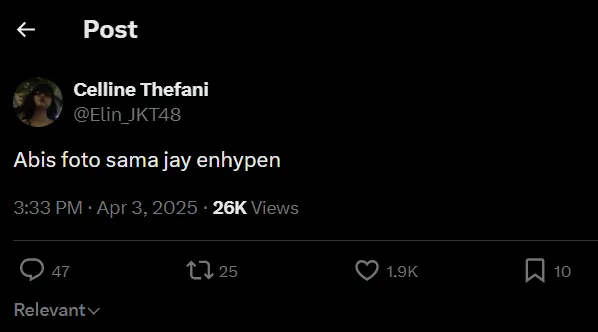 Post
Celline Thefani
@Elin_JKT48
Abis foto sama jay enhypen
3:33 PM · Apr 3, 2025 · 26K Views
47 25 1.9K 10
Relevant